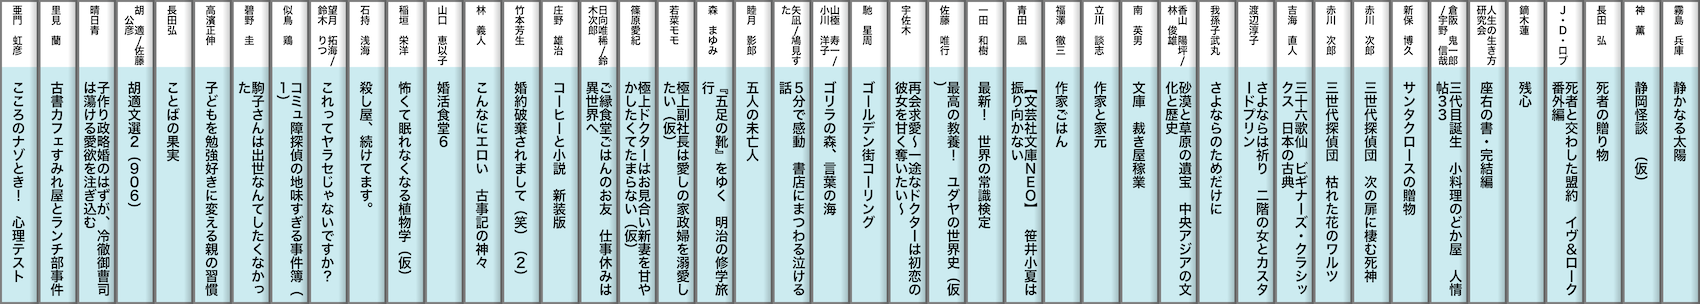 霧島 兵庫
静かなる太陽
神 薫
静岡怪談 (仮)
長田 弘
死者の贈り物
J・D・ロブ
死者と交わした盟約 イヴ&ローク
番外編
鏑木蓮
残心
人生の生き方
研究会
座右の書・完結編
倉阪 鬼一郎
/宇野 信哉
三代目誕生 小料理のどか屋 人情
帖33
新保 博久
サンタクロースの贈物
赤川 次郎
三世代探偵団 次の扉に棲む死神
赤川 次郎
三世代探偵団 枯れた花のワルツ
吉海 直人
三十六歌仙 ビギナーズ・クラシッ
クス 日本の古典
渡辺淳子
さよならは祈り 二階の女とカスタ
ードプリン
我孫子武丸
さよならのためだけに
香山 陽坪/
林 俊雄
砂漠と草原の遺宝 中央アジアの文
化と歴史
南 英男
文庫 裁き屋稼業
立川 談志
作家と家元
福澤 徹三
作家ごはん
青田 風
【文芸社文庫NEO】 笹井小夏は
振り向かない
一田 和樹
最新! 世界の常識検定
佐藤 唯行
最高の教養! ユダヤの世界史(仮
)
宇佐木
再会求愛~一途なドクターは初恋の
彼女を甘く奪いたい~
馳 星周
ゴールデン街コーリング
山極 寿一/
小川 洋子
ゴリラの森、言葉の海
矢凪/鳩見す
た
5分で感動 書店にまつわる泣ける
話
睦月 影郎
五人の未亡人
森 まゆみ
『五足の靴』をゆく 明治の修学旅
行
若菜モモ
極上副社長は愛しの家政婦を溺愛し
たい(仮)
篠原愛紀
極上ドクターはお見合い新妻を甘や
かしたくてたまらない(仮)
日向唯稀/鈴
木次郎
ご縁食堂ごはんのお友 仕事休みは
異世界へ
庄野 雄治
コーヒーと小説 新装版
竹本芳生
婚約破棄されまして(笑)(2)
林 義人
こんなにエロい 古事記の神々
山口 恵以子
婚活食堂6
稲垣 栄洋
怖くて眠れなくなる植物学(仮)
石持 浅海
殺し屋、続けてます。
望月 拓海/
鈴木 りつ
これってヤラセじゃないですか?
似鳥 鶏
コミュ障探偵の地味すぎる事件簿(
1)
碧野 圭
駒子さんは出世なんてしたくなかっ
た
高濱正伸
子どもを勉強好きに変える親の習慣
長田弘
ことばの果実
胡 適/佐藤
公彦
胡適文選2(906)
晴日青
子作り政略婚のはずが、冷徹御曹司
は蕩ける愛欲を注ぎ込む
里見 蘭
古書カフェすみれ屋とランチ部事件
亜門 虹彦
こころのナゾとき! 心理テスト